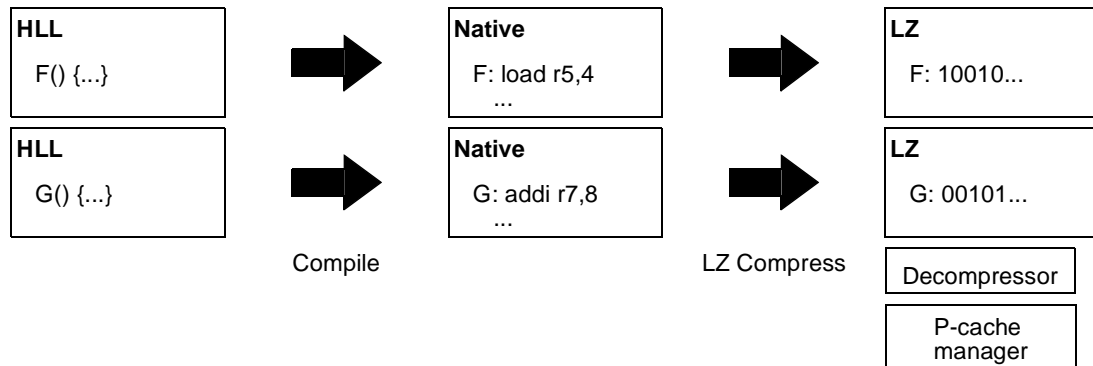 HLL
F() {...}
Native
F: load r5,4
...
LZ
F: 10010...
HLL
G() {...}
Native
G: addi r7,8
...
LZ
G: 00101...
Compile
LZ Compress
Decompressor
P-cache
manager